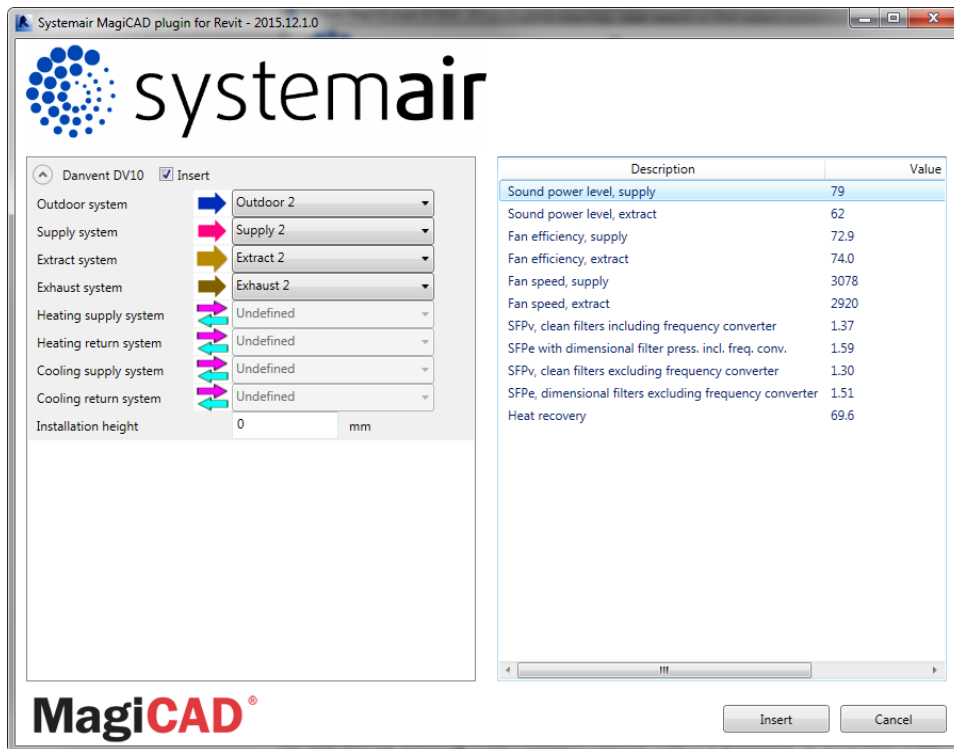 Systemair MagiCAD plugin for Revit - 2015.12.1.0
systemair
Danvent DV10 Insert
Outdoor system Outdoor 2
Supply system Supply 2
Extract system Extract 2
Exhaust system Exhaust 2
Heating supply system Undefined
Heating return system Undefined
Cooling supply system Undefined
Cooling return system Undefined
Installation height 0 mm
Description Value
Sound power level, supply 79
Sound power level, extract 62
Fan efficiency, supply 72.9
Fan efficiency, extract 74.0
Fan speed, supply 3078
Fan speed, extract 2920
SFPv, clean filters including frequency converter 1.37
SFPe with dimensional filter press. incl. freq. conv. 1.59
SFPv, clean filters excluding frequency converter 1.30
SFPe, dimensional filters excluding frequency converter 1.51
Heat recovery 69.6
MagiCAD®
Insert Cancel